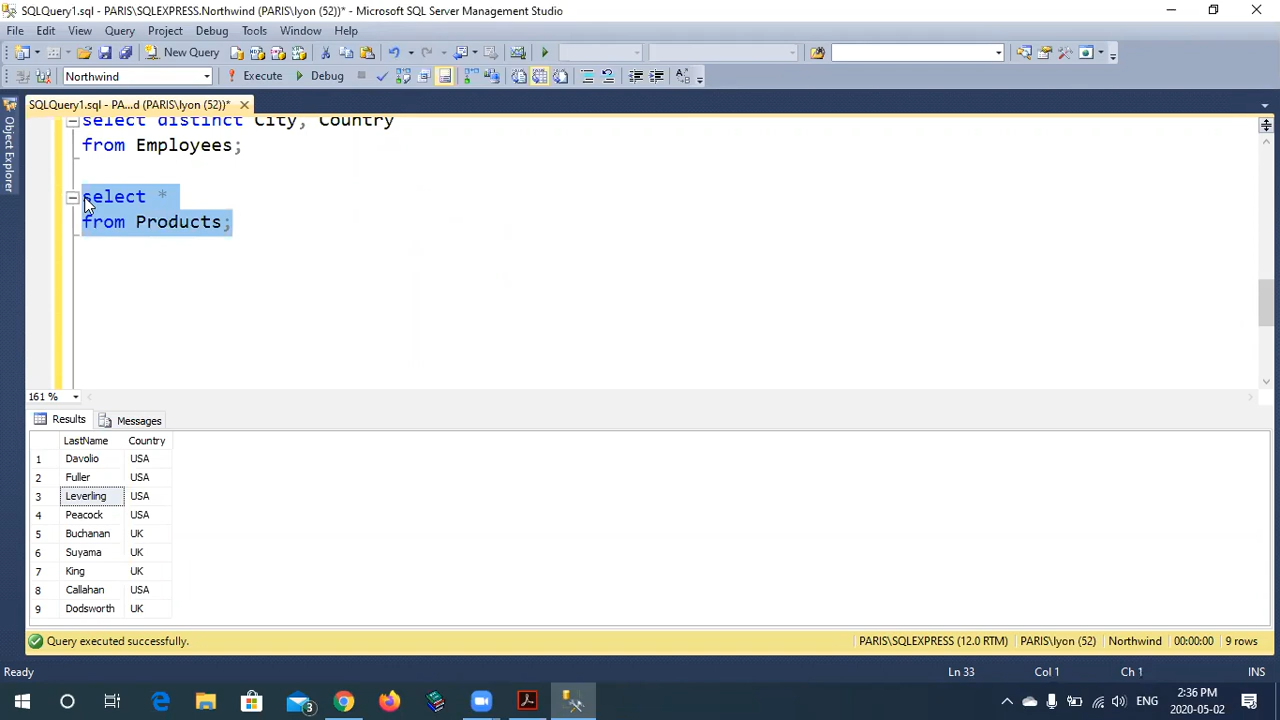 SQLQuery1.sql - PARIS\SQLEXPRESS.Northwind (PARIS\lyon (52))* - Microsoft SQL Server Management Studio
File Edit View Query Project Debug Tools Window Help
New Query
Northwind Execute Debug
SQLQuery1.sql - PA...d (PARIS\lyon (52))*
Object Explorer
select distinct City, Country
from Employees;
select *
from Products;
161 %
Results Messages
LastName Country
1 Davolio USA
2 Fuller USA
3 Leverling USA
4 Peacock USA
5 Buchanan UK
6 Suyama UK
7 King UK
8 Callahan USA
9 Dodsworth UK
Query executed successfully. PARIS\SQLEXPRESS (12.0 RTM) PARIS\lyon (52) Northwind 00:00:00 9 rows
Ready Ln 33 Col 1 Ch 1 INS
3 ENG 2:36 PM
2020-05-02